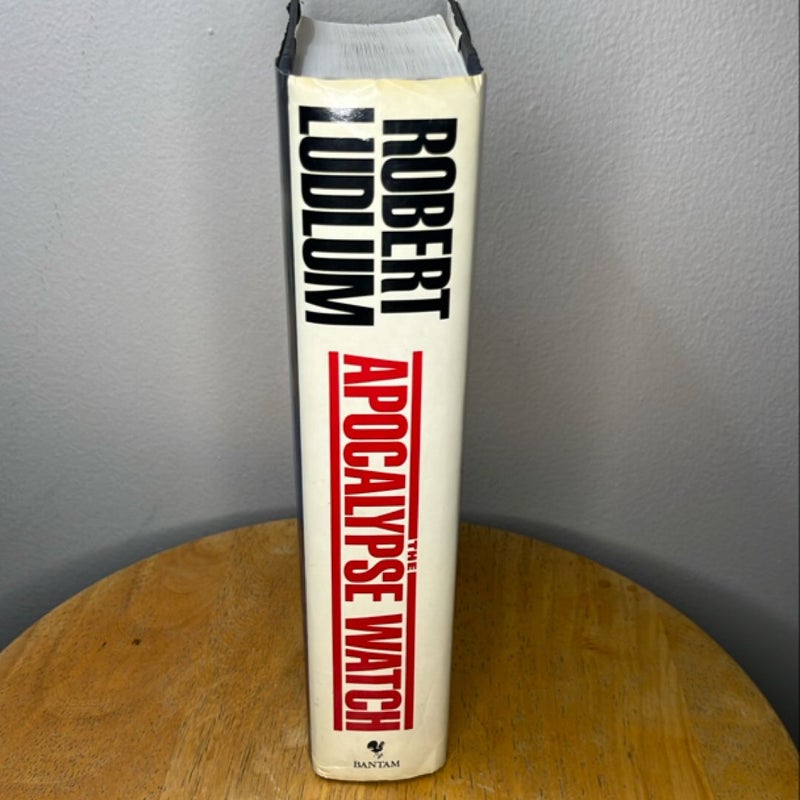 ROBERT
LUDLUM
THE
APOCALYPSE WATCH
BANTAM